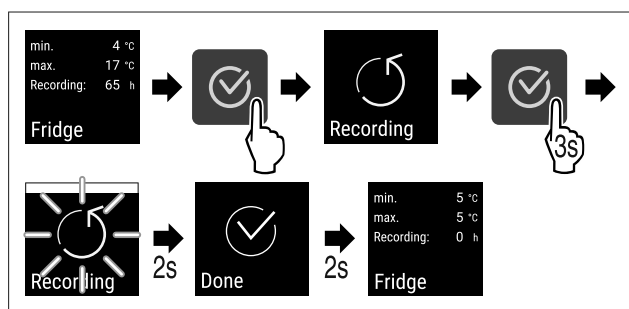 min. 4 °C
max. 17 °C
Recording: 65 h
Fridge
Recording
3s
Recording
2s
Done
2s
min. 5 °C
max. 5 °C
Recording: 0 h
Fridge